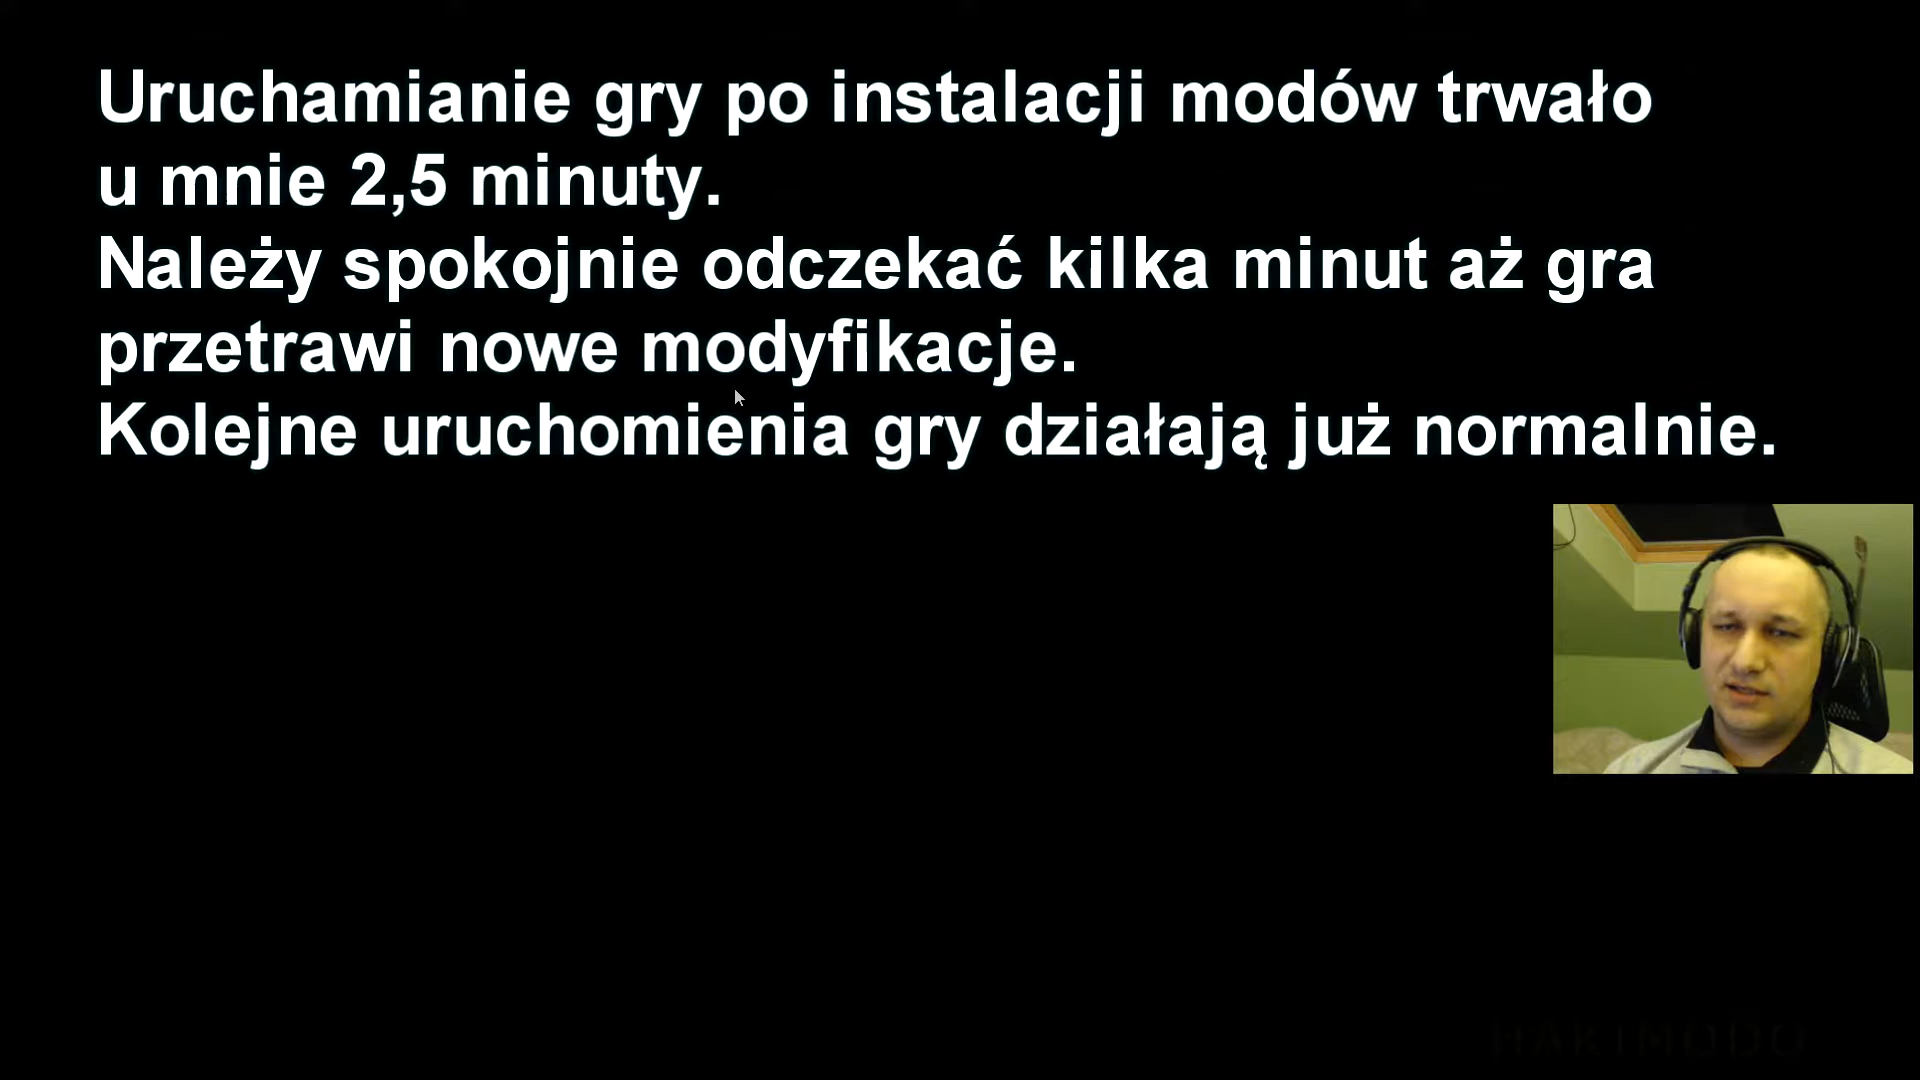 Uruchamianie gry po instalacji modów trwało
u mnie 2,5 minuty.
Należy spokojnie odczekać kilka minut aż gra
przetrawi nowe modyfikacje.
Kolejne uruchomienia gry działają już normalnie.
HAKIMODO